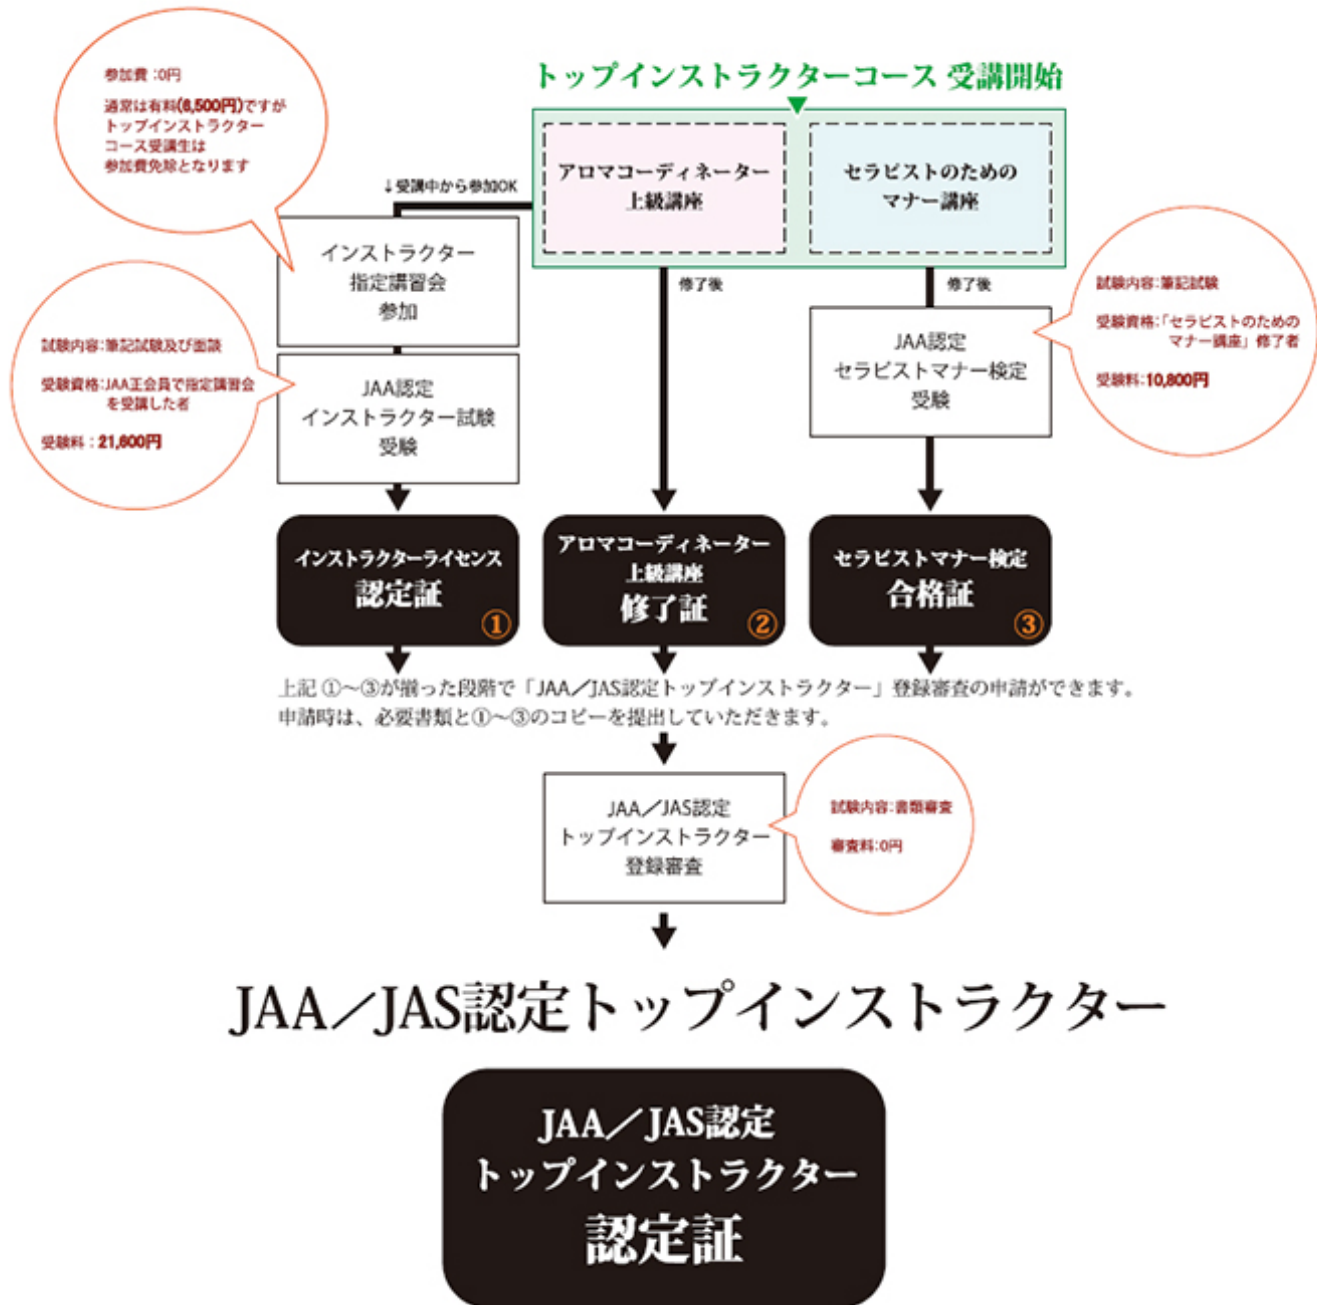 参加費：0円
通常は有料(6,500円)ですが
トップインストラクター
コース受講生は
参加費免除となります
トップインストラクターコース 受講開始
アロマコーディネーター
上級講座
セラピストのための
マナー講座
↓受講中から参加OK
インストラクター
指定講習会
参加
修了後
修了後
試験内容:筆記試験及び面談
受験資格:JAA正会員で指定講習会
を受講した者
受験料：21,600円
JAA認定
インストラクター試験
受験
JAA認定
セラピストマナー検定
受験
試験内容:筆記試験
受験資格:「セラピストのための
マナー講座」修了者
受験料:10,800円
インストラクターライセンス
認定証
①
アロマコーディネーター
上級講座
修了証
②
セラピストマナー検定
合格証
③
上記 ①～③が揃った段階で「JAA／JAS認定トップインストラクター」登録審査の申請ができます。
申請時は、必要書類と①～③のコピーを提出していただきます。
JAA／JAS認定
トップインストラクター
登録審査
試験内容:書類審査
審査料:0円
JAA／JAS認定トップインストラクター
JAA／JAS認定
トップインストラクター
認定証